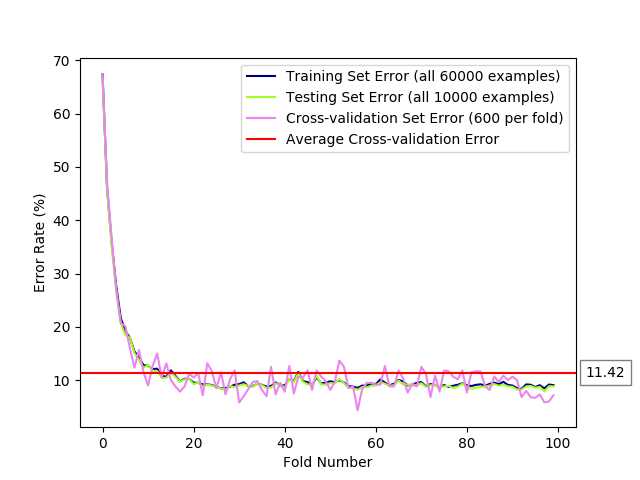 70
60
50
40
30
20
10
Error Rate (%)
Training Set Error (all 60000 examples)
Testing Set Error (all 10000 examples)
Cross-validation Set Error (600 per fold)
Average Cross-validation Error
11.42
0
20
40
60
80
100
Fold Number